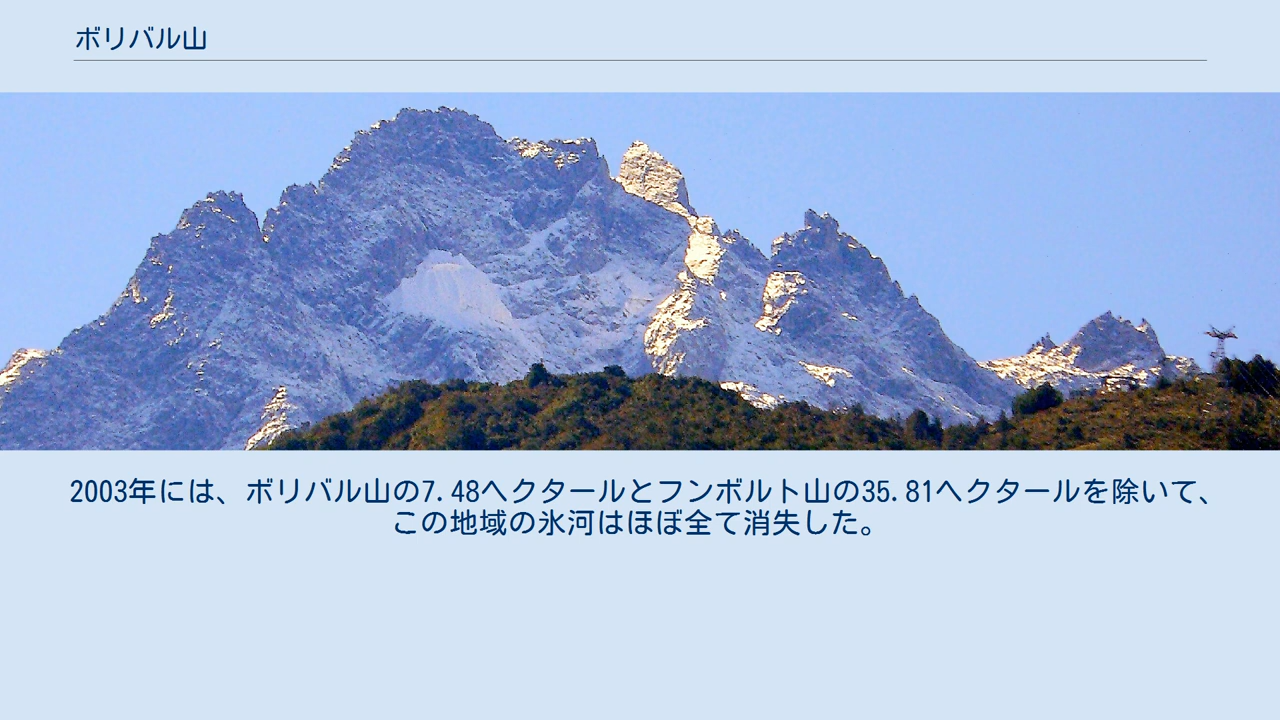 ボリバル山
2003年には、ボリバル山の7.48ヘクタールとフンボルト山の35.81ヘクタールを除いて、
この地域の氷河はほぼ全て消失した。